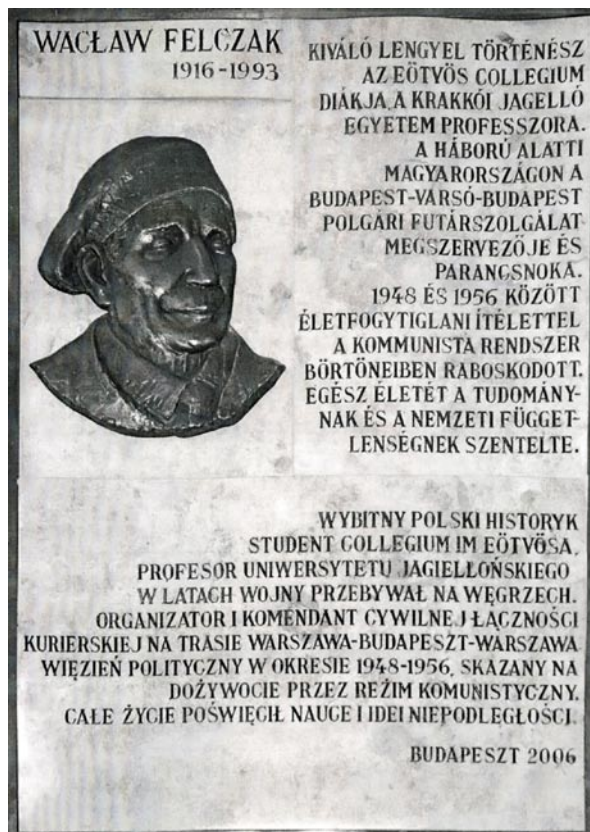 WACŁAW FELCZAK
1916-1993
KIVÁLÓ LENGYEL TÖRTÉNÉSZ
AZ EÖTVÖS COLLEGIUM
DIÁKJA, A KRAKKÓI JAGELLÓ
EGYETEM PROFESSZORA.
A HÁBORÚ ALATTI
MAGYARORSZÁGON A
BUDAPEST-VARSÓ-BUDAPEST
POLGÁRI FUTÁRSZOLGÁLAT
MEGSZERVEZŐJE ÉS
PARANCSNOKA.
1948 ÉS 1956 KÖZÖTT
ÉLETFOGYTIGLANI ÍTÉLETTEL
A KOMMUNISTA RENDSZER
BÖRTÖNEIBEN RABOSKODOTT.
EGÉSZ ÉLETÉT A TUDOMÁNY-
NAK ÉS A NEMZETI FÜGGET-
LENSÉGNEK SZENTELTE.
WYBITNY POLSKI HISTORYK
STUDENT COLLEGIUM IM EÖTVÖSA,
PROFESOR UNIWERSYTETU JAGIELLOŃSKIEGO
W LATACH WOJNY PRZEBYWAŁ NA WĘGRZECH.
ORGANIZATOR I KOMENDANT CYWILNEJ ŁĄCZNOŚCI
KURIERSKIEJ NA TRASIE WARSZAWA-BUDAPESZT-WARSZAWA
WIĘZIEŃ POLITYCZNY W OKRESIE 1948-1956, SKAZANY NA
DOŻYWOCIE PRZEZ REŻIM KOMUNISTYCZNY.
CAŁE ŻYCIE POŚWIĘCIŁ NAUCE I IDEI NIEPODLEGŁOŚCI.
BUDAPESZT 2006